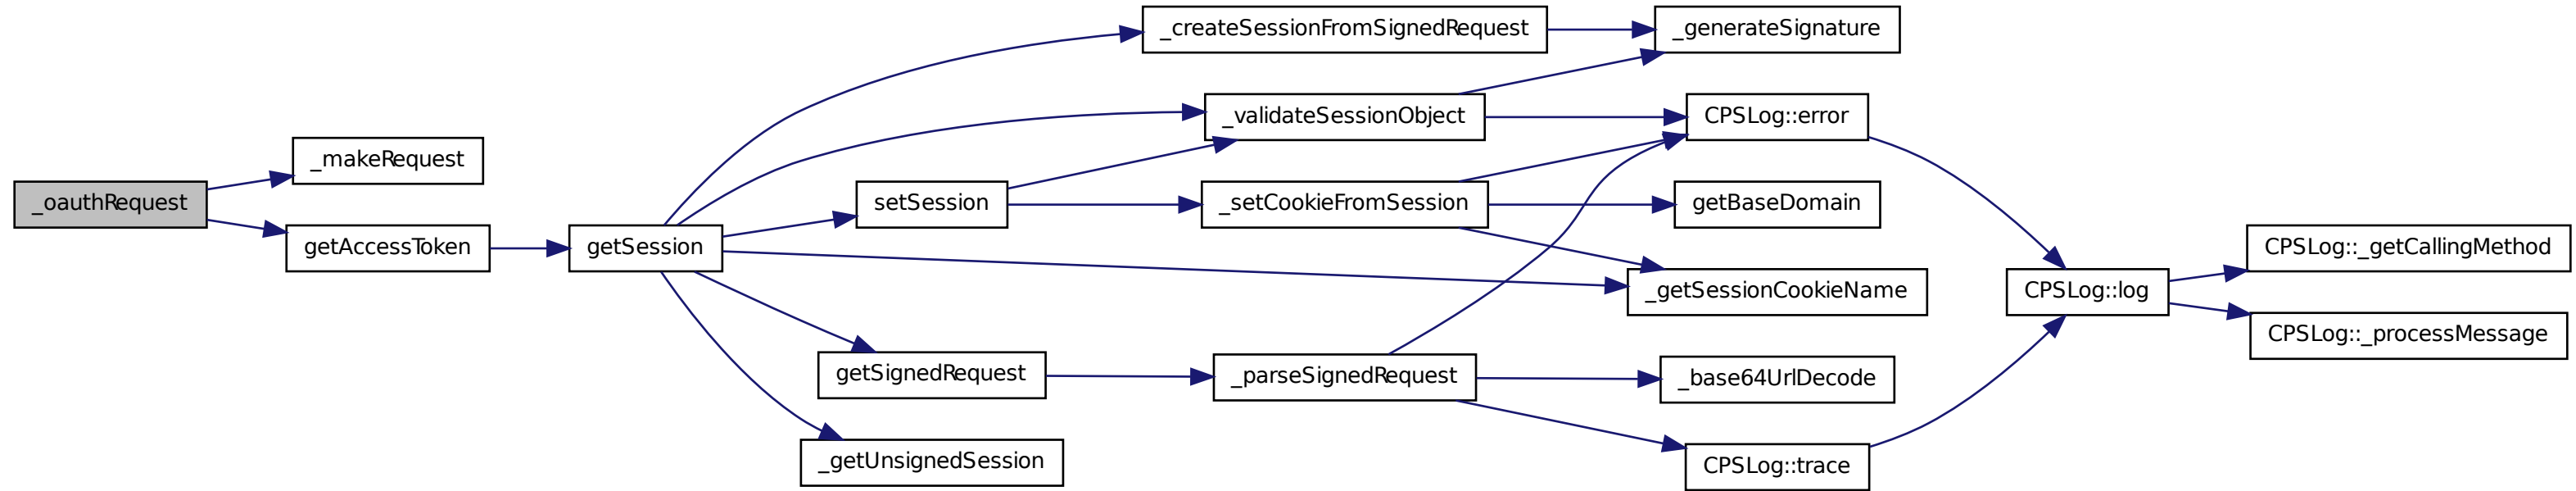 _oauthRequest
_makeRequest
getAccessToken
getSession
_createSessionFromSignedRequest
_validateSessionObject
setSession
_setCookieFromSession
getSignedRequest
_parseSignedRequest
_getUnsignedSession
_generateSignature
CPSLog::error
getBaseDomain
_getSessionCookieName
_base64UrlDecode
CPSLog::trace
CPSLog::log
CPSLog::_getCallingMethod
CPSLog::_processMessage